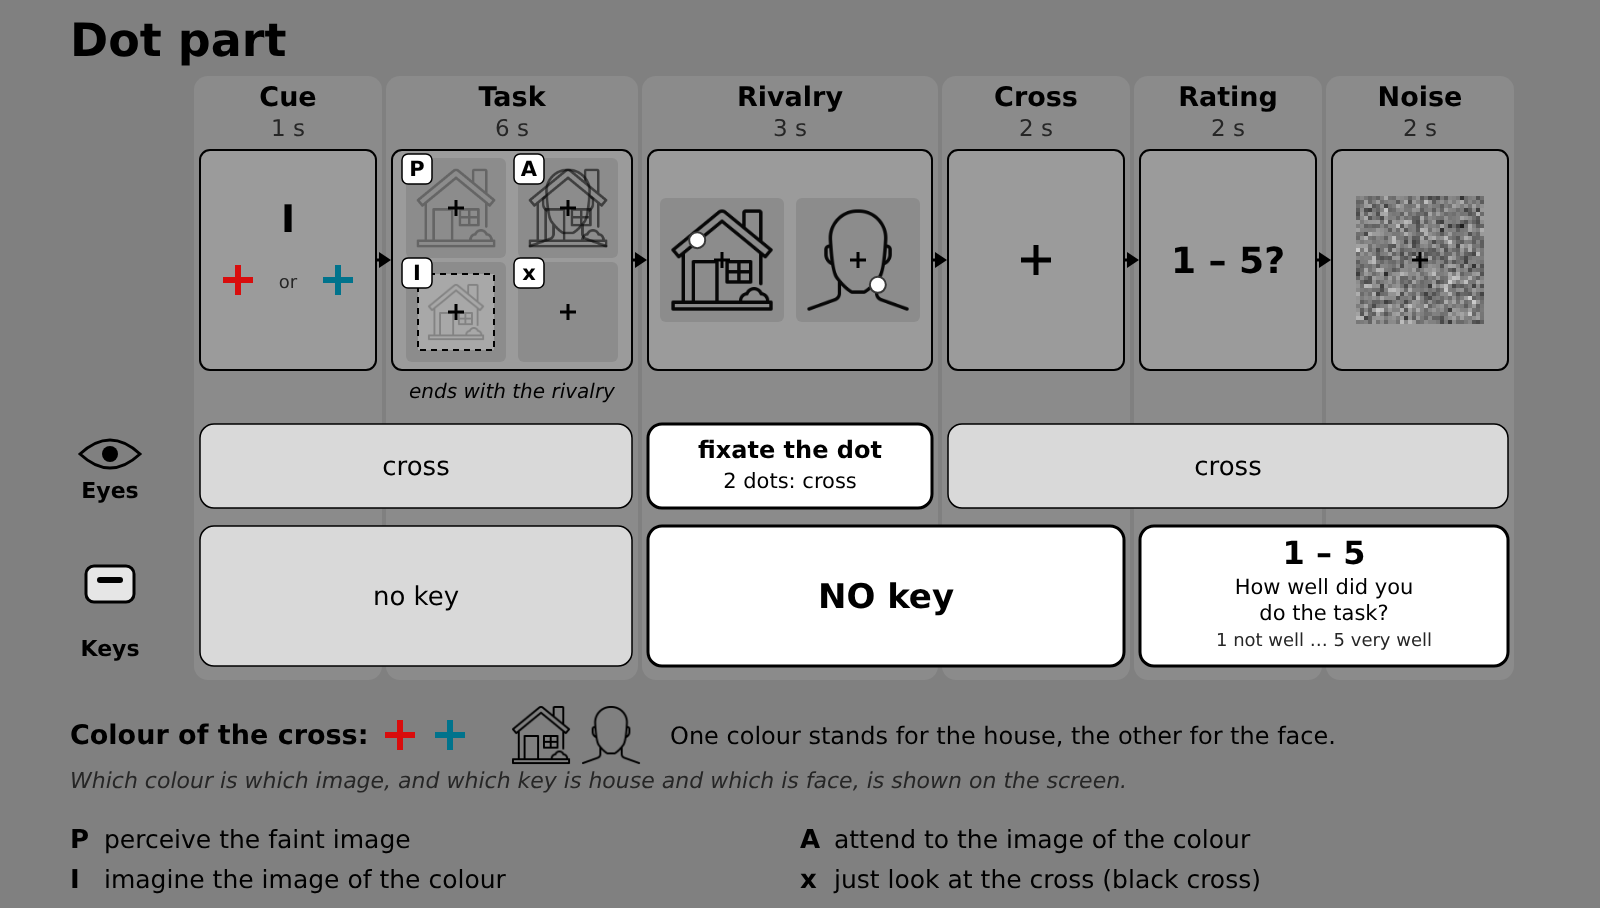 Dot part
Cue
1 s
Task
6 s
Rivalry
3 s
Cross
2 s
Rating
2 s
Noise
2 s
I
or
P
A
I
x
1 – 5?
ends with the rivalry
Eyes
cross
fixate the dot
2 dots: cross
cross
Keys
no key
NO key
1 – 5
How well did you
do the task?
1 not well … 5 very well
Colour of the cross:
One colour stands for the house, the other for the face.
Which colour is which image, and which key is house and which is face, is shown on the screen.
P perceive the faint image
A attend to the image of the colour
I imagine the image of the colour
x just look at the cross (black cross)